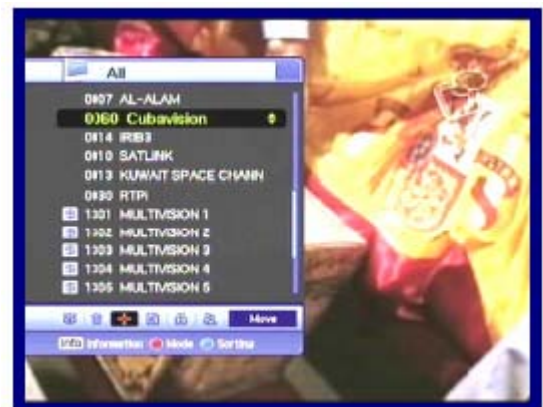 All
0007 AL-ALAM
0060 Cubavision
0014 IRIB3
0010 SATLINK
0013 KUWAIT SPACE CHANN
0030 RTPi
1301 MULTIVISION 1
1302 MULTIVISION 2
1303 MULTIVISION 3
1304 MULTIVISION 4
1305 MULTIVISION 5
Move
Info Information Mode Sorting